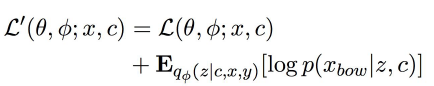 ℒ′(θ, ϕ; x, c) = ℒ(θ, ϕ; x, c)
+ E_{q_ϕ(z|c,x,y)}[log p(x_{bow}|z, c)]